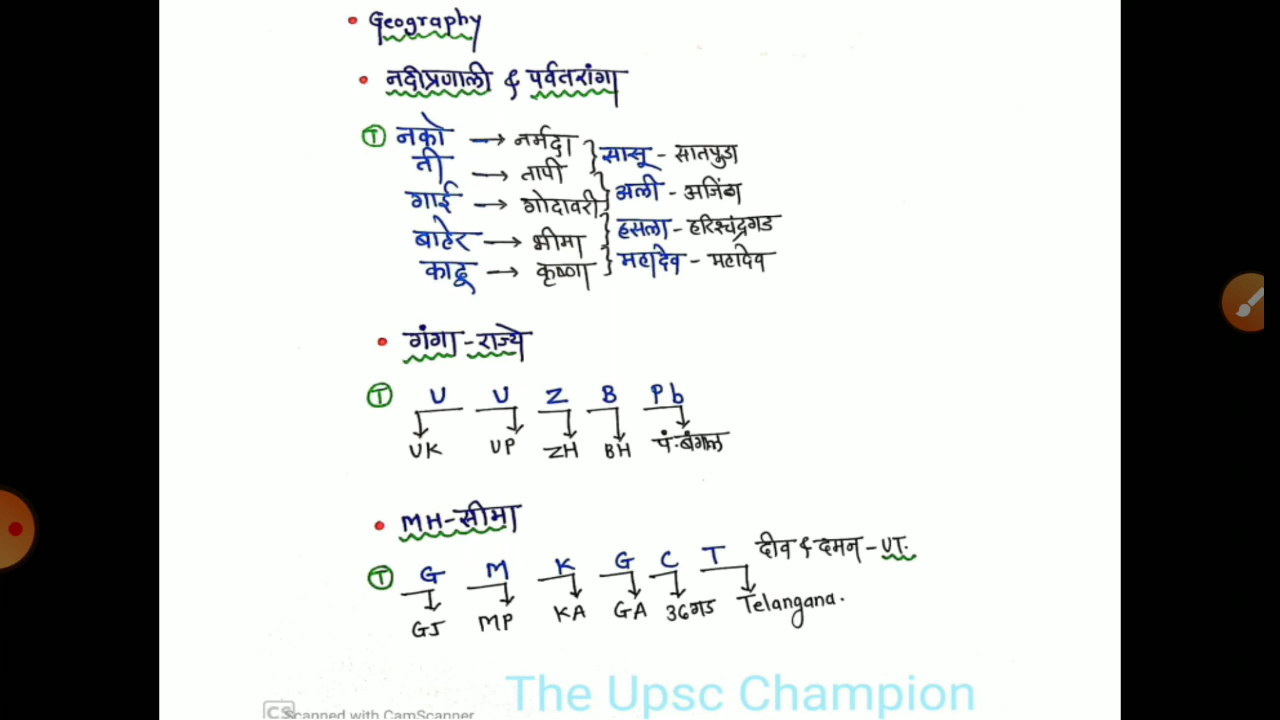 • Geography
• नदीप्रणाली & पर्वतरांगा
T नको → नर्मदा } सासू - सातपुडा
ती → तापी
गाई → गोदावरी } अली - अजिंठा
बाहेर → भीमा } हसला - हरिश्चंद्रगड
काढू → कृष्णा } महादेव - महादेव
• गंगा - राज्ये
T U U Z B Pb
UK UP ZH BH पं. बंगाल
• MH - सीमा
T G M K G C T दीव & दमन - UT.
GJ MP KA GA 36गड Telangana.
The Upsc Champion
CS Scanned with CamScanner